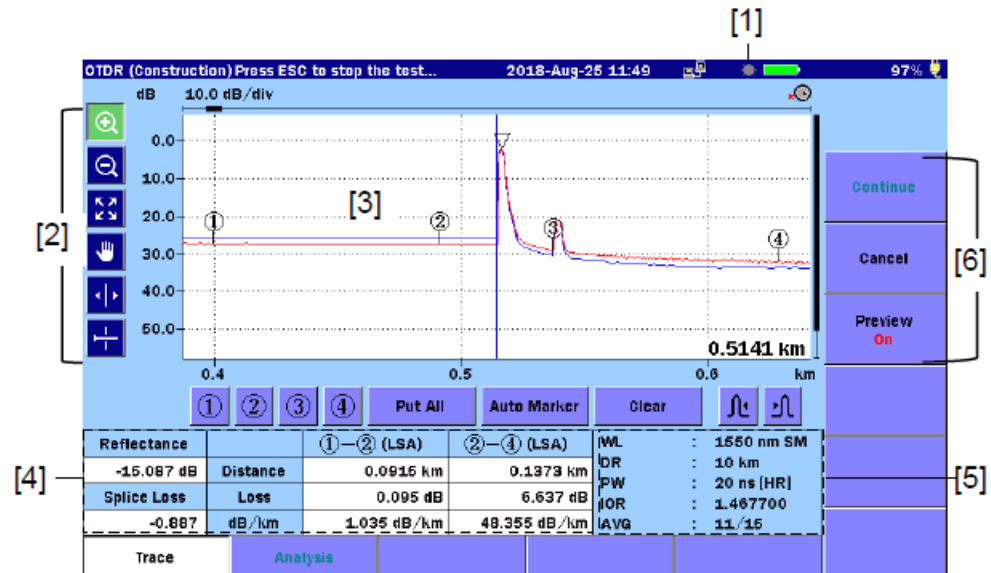 [1]
OTDR (Construction) Press ESC to stop the test... 2018-Aug-25 11:49 97%
dB 10.0 dB/div
0.0
10.0
20.0
30.0
40.0
50.0
[2]
[3]
① ② ③ ④
0.5141 km
0.4 0.5 0.6 km
Continue
Cancel
Preview
On
[6]
① ② ③ ④ Put All Auto Marker Clear
Reflectance ①－② (LSA) ②－④ (LSA) WL : 1550 nm SM
-15.087 dB Distance 0.0915 km 0.1373 km DR : 10 km
Splice Loss Loss 0.095 dB 6.637 dB PW : 20 ns [HR]
IOR : 1.467700
-0.887 dB/km 1.035 dB/km 48.355 dB/km AVG : 11/15
[4]
[5]
Trace Analysis